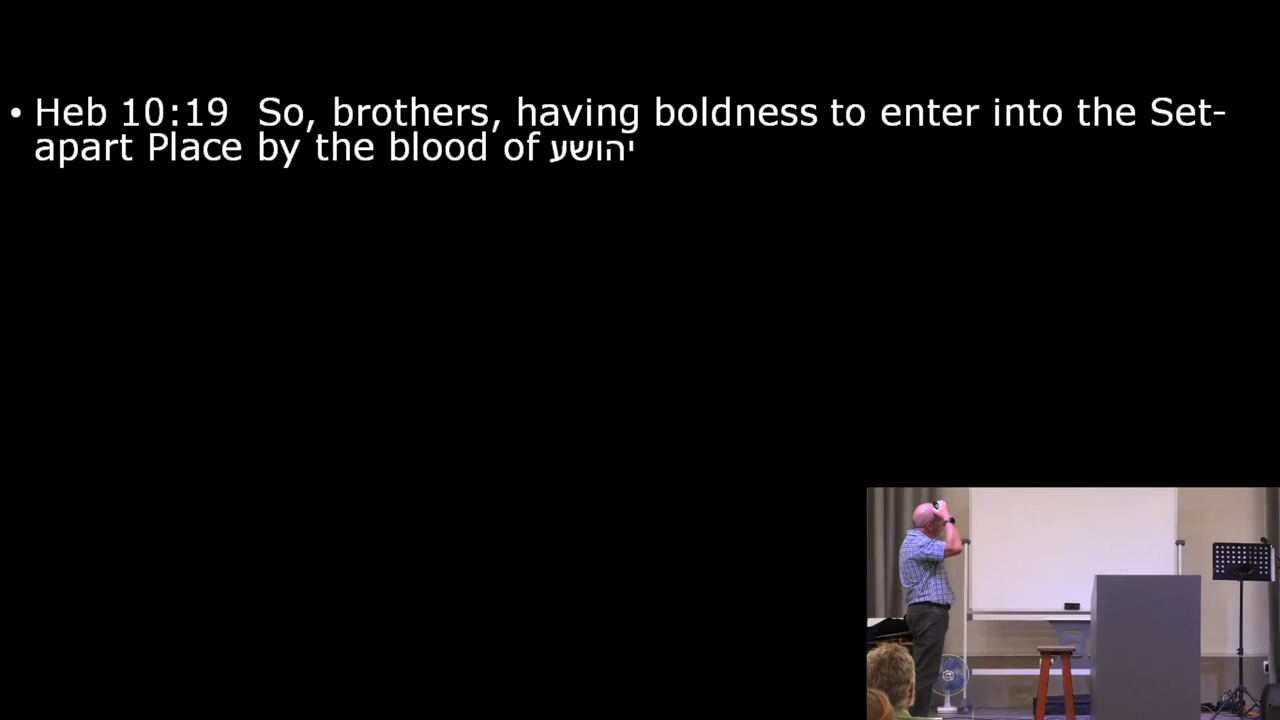 • Heb 10:19  So, brothers, having boldness to enter into the Set-
apart Place by the blood of יהושע